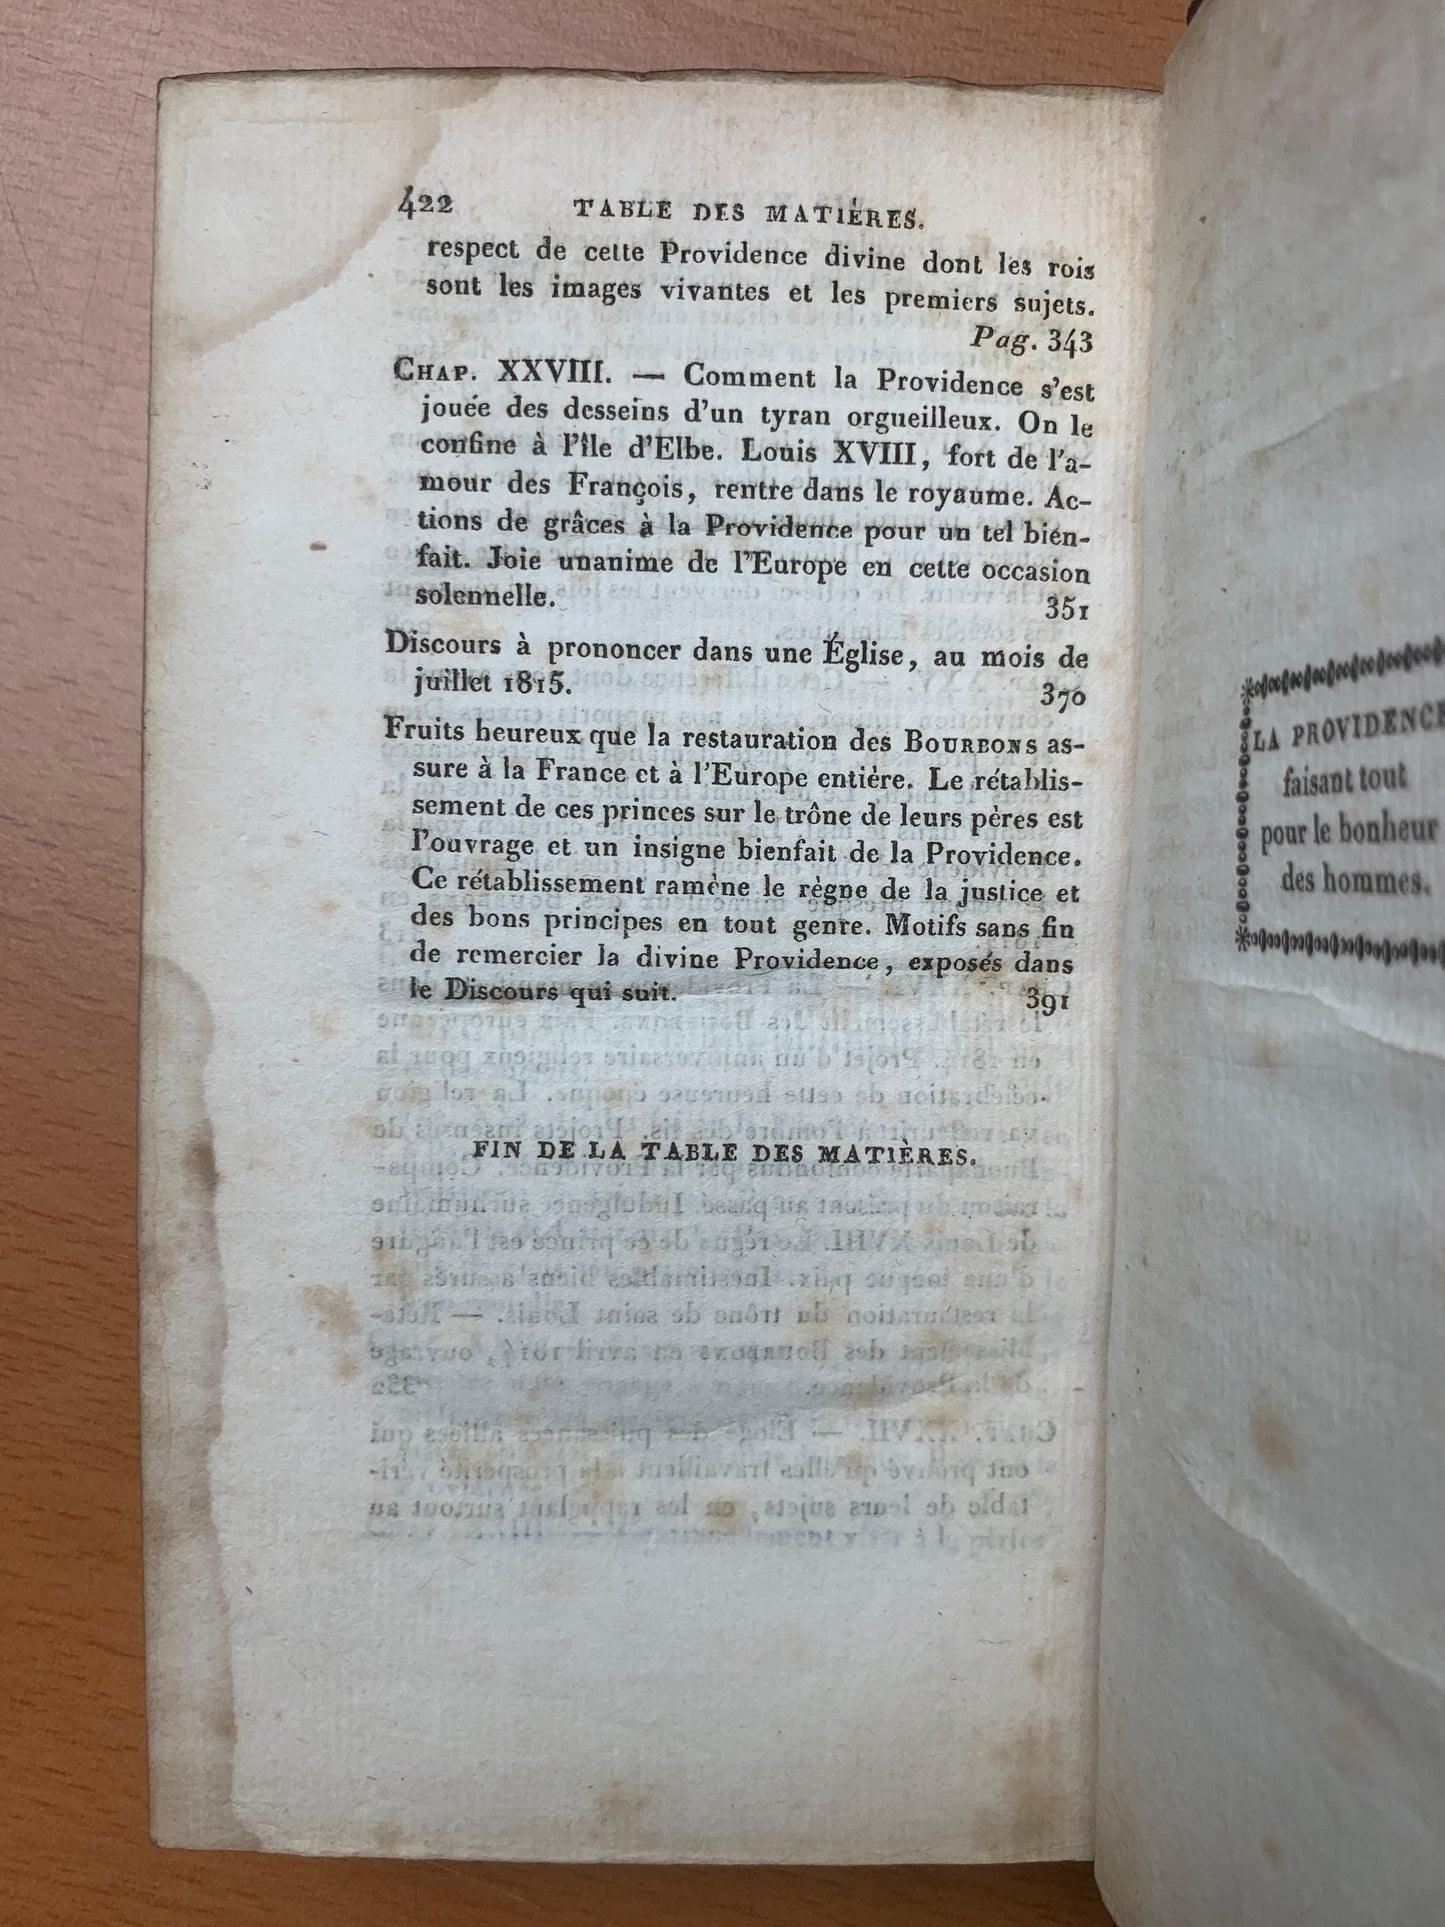 422 TABLE DES MATIÈRES.
respect de cette Providence divine dont les rois
sont les images vivantes et les premiers sujets.
Pag. 343
CHAP. XXVIII. — Comment la Providence s'est
jouée des desseins d'un tyran orgueilleux. On le
confine à l'île d'Elbe. Louis XVIII, fort de l'a-
mour des François, rentre dans le royaume. Ac-
tions de grâces à la Providence pour un tel bien-
fait. Joie unanime de l'Europe en cette occasion
solennelle. 351
Discours à prononcer dans une Église, au mois de
juillet 1815. 370
Fruits heureux que la restauration des BOURBONS as-
sure à la France et à l'Europe entière. Le rétablis-
sement de ces princes sur le trône de leurs pères est
l'ouvrage et un insigne bienfait de la Providence.
Ce rétablissement ramène le règne de la justice et
des bons principes en tout genre. Motifs sans fin
de remercier la divine Providence, exposés dans
le Discours qui suit. 391
FIN DE LA TABLE DES MATIÈRES.
LA PROVIDENCE
faisant tout
pour le bonheur
des hommes.